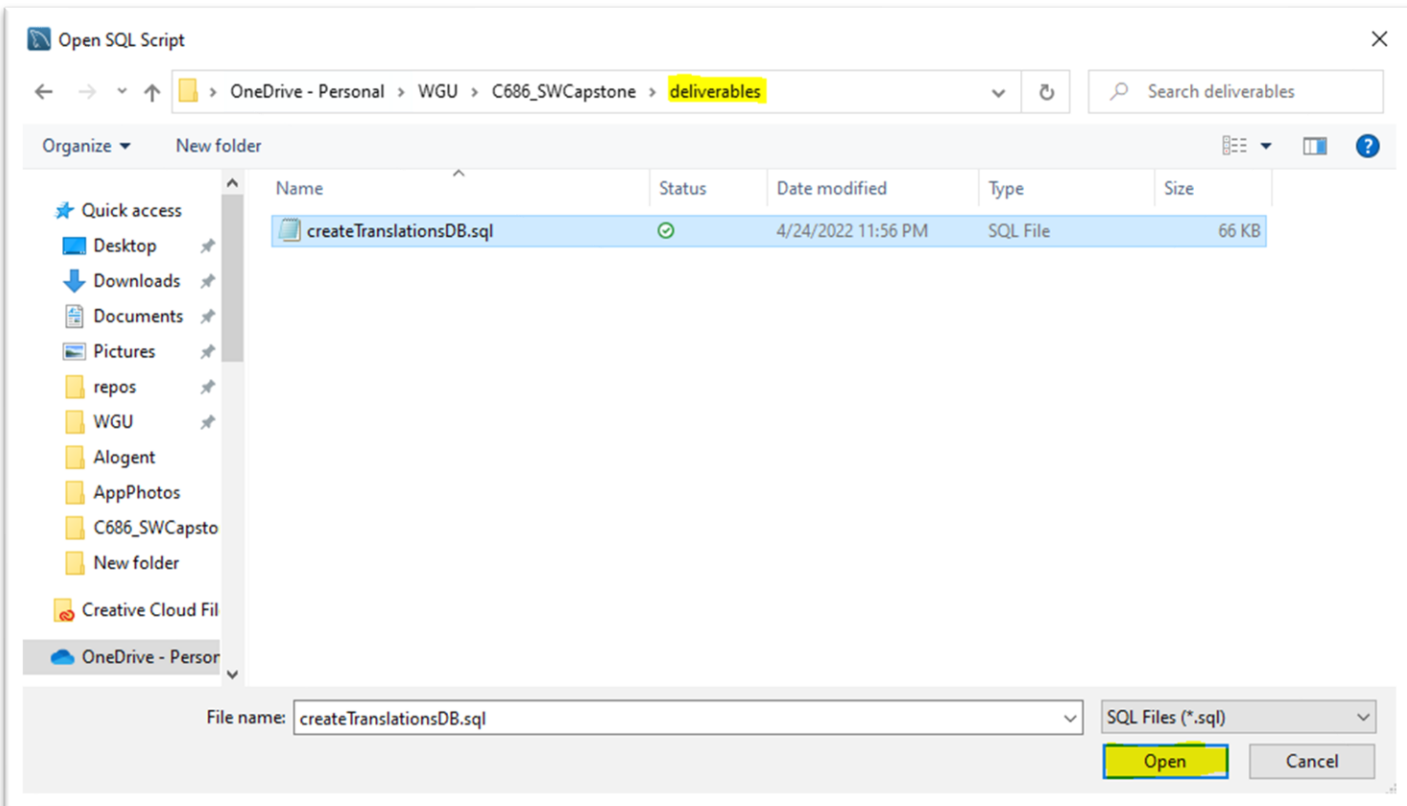 Open SQL Script
OneDrive - Personal > WGU > C686_SWCapstone > deliverables
Search deliverables
Organize
New folder
Name
Status
Date modified
Type
Size
createTranslationsDB.sql
4/24/2022 11:56 PM
SQL File
66 KB
Quick access
Desktop
Downloads
Documents
Pictures
repos
WGU
Alogent
AppPhotos
C686_SWCapsto
New folder
Creative Cloud Fil
OneDrive - Person
File name:
createTranslationsDB.sql
SQL Files (*.sql)
Open
Cancel